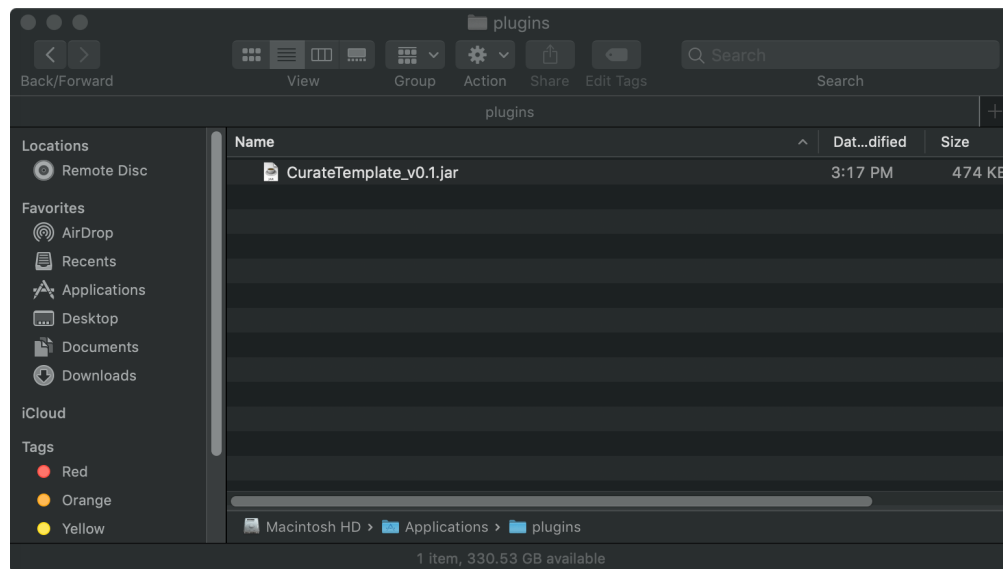 plugins
Back/Forward
View
Group
Action
Share
Edit Tags
Search
Search
plugins
Locations
Remote Disc
Favorites
AirDrop
Recents
Applications
Desktop
Documents
Downloads
iCloud
Tags
Red
Orange
Yellow
Name
Dat...dified
Size
CurateTemplate_v0.1.jar
3:17 PM
474 KB
Macintosh HD › Applications › plugins
1 item, 330.53 GB available